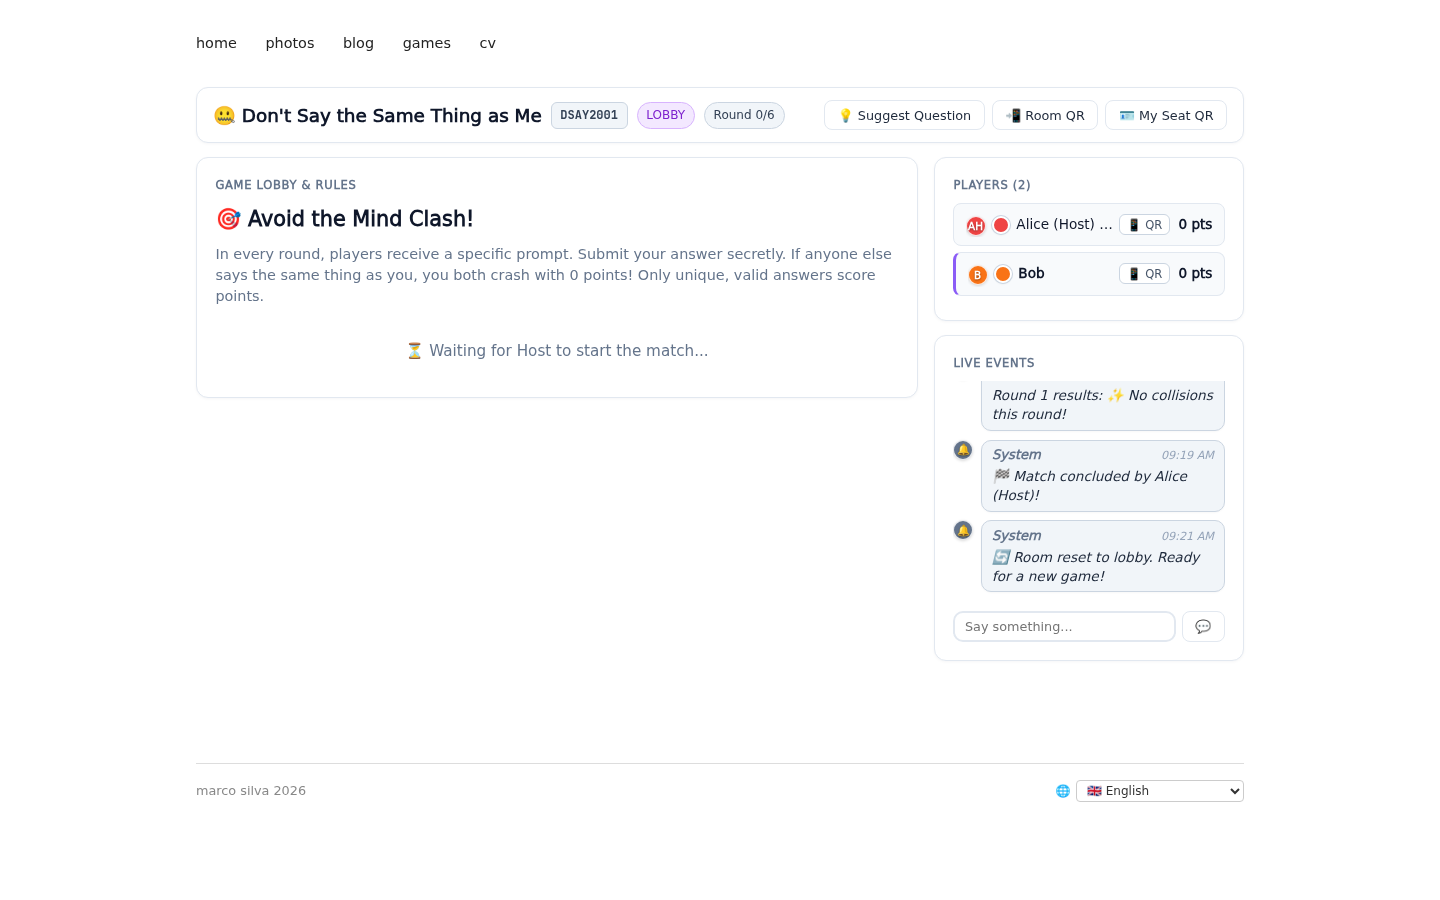 home photos blog games cv
🤐 Don't Say the Same Thing as Me DSAY2001 LOBBY Round 0/6 💡 Suggest Question 📲 Room QR 🪪 My Seat QR
GAME LOBBY & RULES
🎯 Avoid the Mind Clash!
In every round, players receive a specific prompt. Submit your answer secretly. If anyone else
says the same thing as you, you both crash with 0 points! Only unique, valid answers score
points.
⏳ Waiting for Host to start the match...
PLAYERS (2)
AH Alice (Host) ... 📱 QR 0 pts
B Bob 📱 QR 0 pts
LIVE EVENTS
Round 1 results: ✨ No collisions
this round!
System 09:19 AM
🏁 Match concluded by Alice
(Host)!
System 09:21 AM
🔄 Room reset to lobby. Ready
for a new game!
Say something...
marco silva 2026
🌐 🇬🇧 English